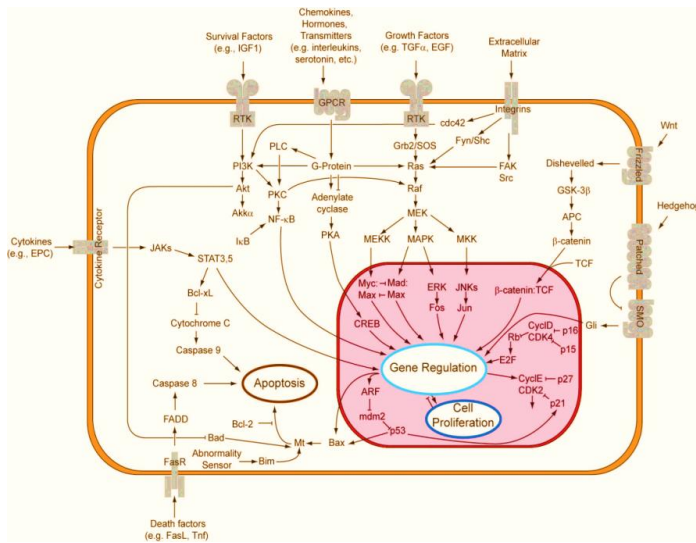 Survival Factors
(e.g., IGF1)
Chemokines,
Hormones,
Transmitters
(e.g. interleukins,
serotonin, etc.)
Growth Factors
(e.g. TGFα, EGF)
Extracellular
Matrix
RTK
GPCR
RTK
Integrins
cdc42
Wnt
PLC
Grb2/SOS
Fyn/Shc
Dishevelled
Frizzled
PI3K
G-Protein
Ras
FAK
Src
GSK-3β
Akt
PKC
Raf
Adenylate
cyclase
APC
Hedgehog
Akkα
NF-κB
MEK
IκB
PKA
MEKK
MAPK
MKK
β-catenin
TCF
Patched
Cytokines
(e.g., EPC)
Cytokine Receptor
JAKs
STAT3,5
Bcl-xL
Cytochrome C
Caspase 9
Myc:
Mad:
Max
Max
ERK
JNKs
β-catenin:TCF
Fos
Jun
CREB
SMO
Gli
CyclD
p16
Rb
CDK4
p15
E2F
Gene Regulation
Caspase 8
Apoptosis
CyclE
p27
CDK2
p21
ARF
FADD
Cell
Proliferation
mdm2
Bcl-2
p53
Bad
Mt
Bax
FasR
Abnormality
Sensor
Bim
Death factors
(e.g. FasL, Tnf)